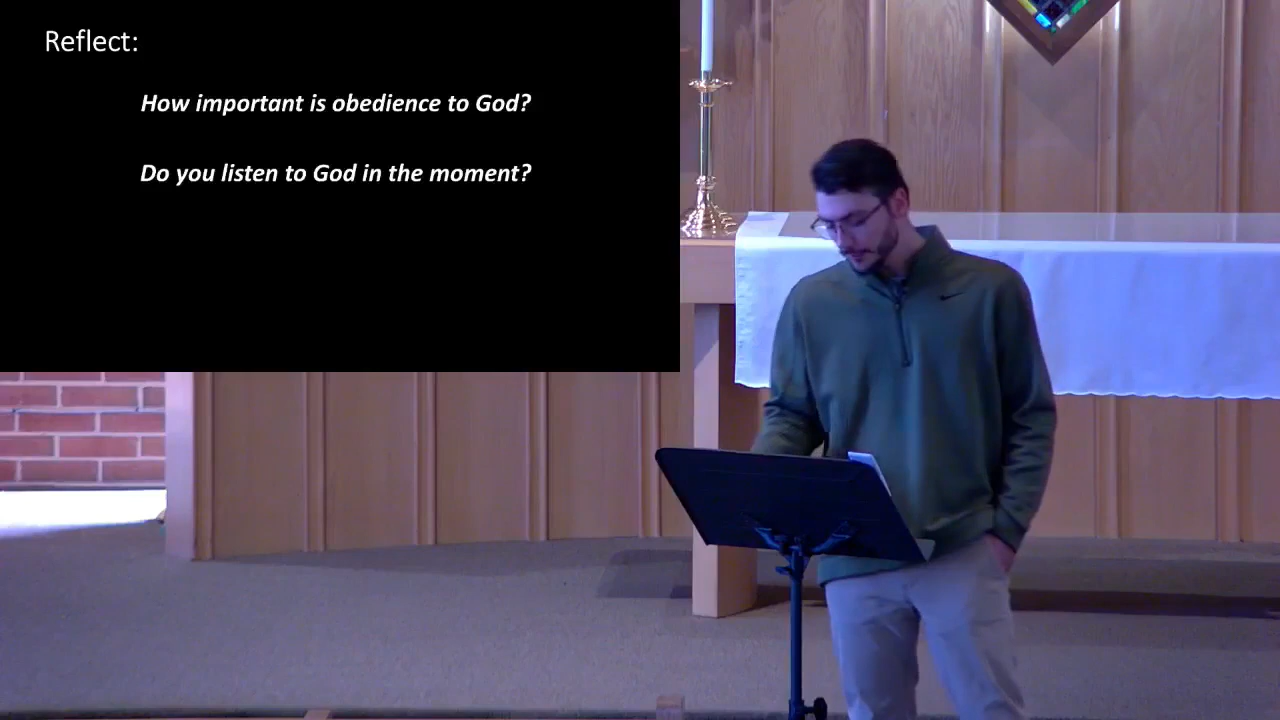 Reflect:
How important is obedience to God?
Do you listen to God in the moment?